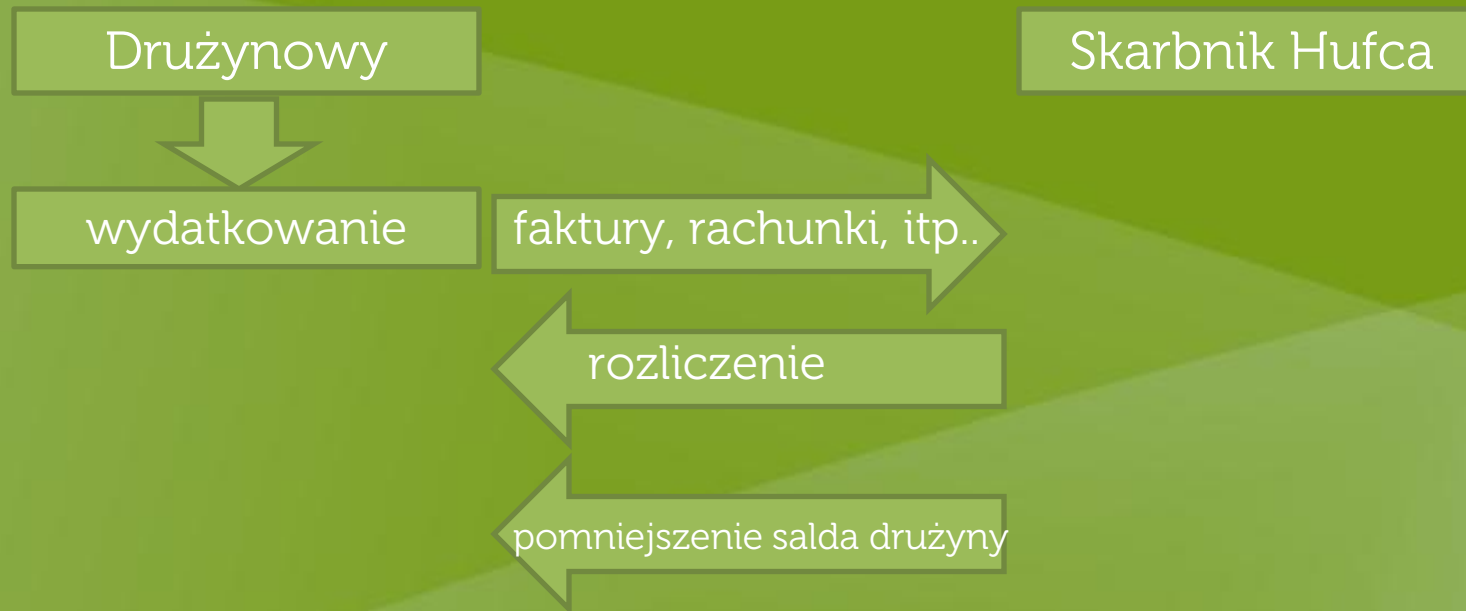 Drużynowy
Skarbnik Hufca
wydatkowanie
faktury, rachunki, itp..
rozliczenie
pomniejszenie salda drużyny